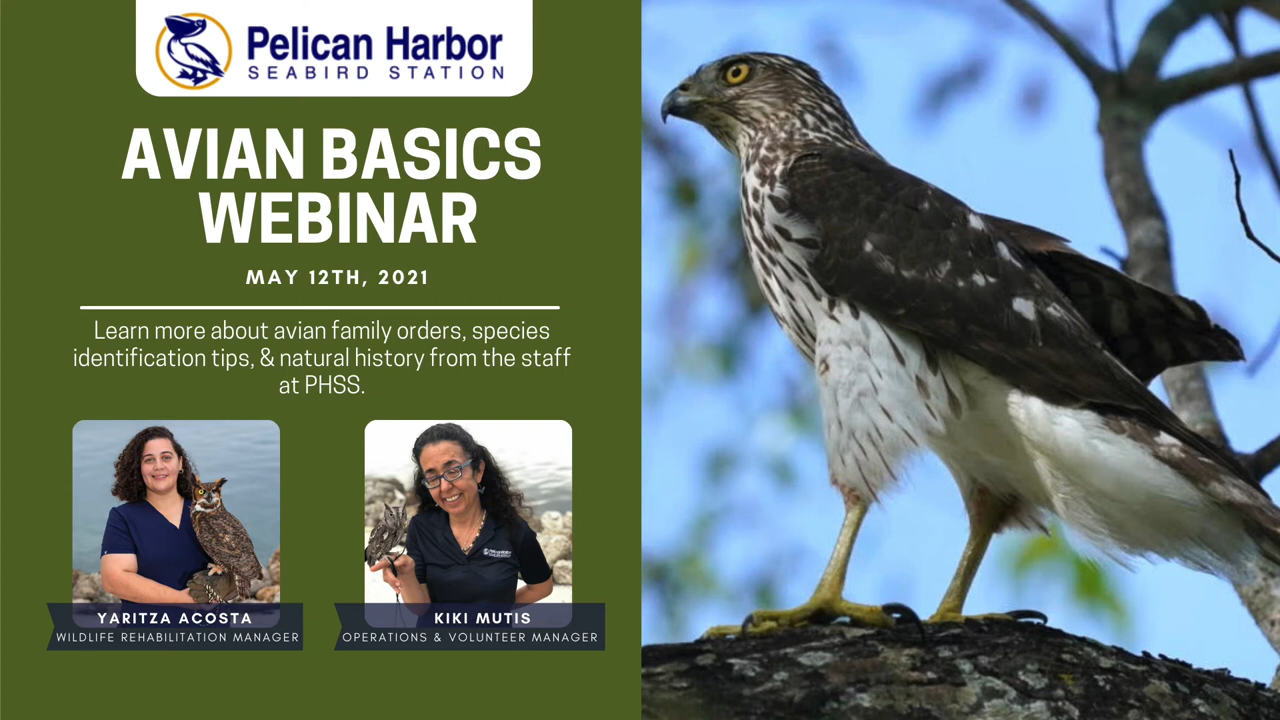 Pelican Harbor
SEABIRD STATION
AVIAN BASICS
WEBINAR
MAY 12TH, 2021
Learn more about avian family orders, species
identification tips, & natural history from the staff
at PHSS.
YARITZA ACOSTA
WILDLIFE REHABILITATION MANAGER
KIKI MUTIS
OPERATIONS & VOLUNTEER MANAGER